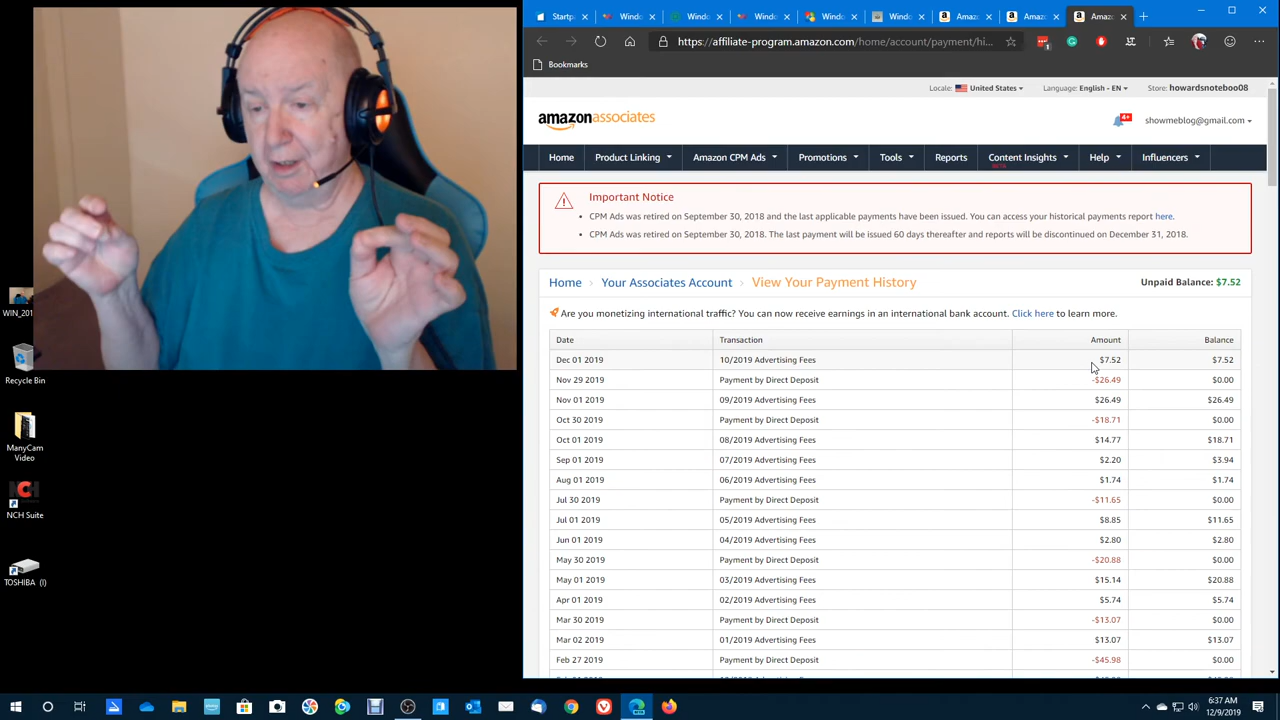 Startp
Windo
Windo
Windo
Windo
Windo
Amazo
Amazo
Amaz
https://affiliate-program.amazon.com/home/account/payment/hi...
Bookmarks
Locale: United States Language: English - EN Store: howardsnoteboo08
amazonassociates
4+
showmeblog@gmail.com
Home Product Linking Amazon CPM Ads Promotions Tools Reports Content Insights Help Influencers
BETA
Important Notice
CPM Ads was retired on September 30, 2018 and the last applicable payments have been issued. You can access your historical payments report here.
CPM Ads was retired on September 30, 2018. The last payment will be issued 60 days thereafter and reports will be discontinued on December 31, 2018.
Home › Your Associates Account › View Your Payment History Unpaid Balance: $7.52
Are you monetizing international traffic? You can now receive earnings in an international bank account. Click here to learn more.
Date Transaction Amount Balance
Dec 01 2019 10/2019 Advertising Fees $7.52 $7.52
Nov 29 2019 Payment by Direct Deposit -$26.49 $0.00
Nov 01 2019 09/2019 Advertising Fees $26.49 $26.49
Oct 30 2019 Payment by Direct Deposit -$18.71 $0.00
Oct 01 2019 08/2019 Advertising Fees $14.77 $18.71
Sep 01 2019 07/2019 Advertising Fees $2.20 $3.94
Aug 01 2019 06/2019 Advertising Fees $1.74 $1.74
Jul 30 2019 Payment by Direct Deposit -$11.65 $0.00
Jul 01 2019 05/2019 Advertising Fees $8.85 $11.65
Jun 01 2019 04/2019 Advertising Fees $2.80 $2.80
May 30 2019 Payment by Direct Deposit -$20.88 $0.00
May 01 2019 03/2019 Advertising Fees $15.14 $20.88
Apr 01 2019 02/2019 Advertising Fees $5.74 $5.74
Mar 30 2019 Payment by Direct Deposit -$13.07 $0.00
Mar 02 2019 01/2019 Advertising Fees $13.07 $13.07
Feb 27 2019 Payment by Direct Deposit -$45.98 $0.00
WIN_201
Recycle Bin
ManyCam
Video
NCH
NCH Suite
TOSHIBA (I)
6:37 AM
12/9/2019